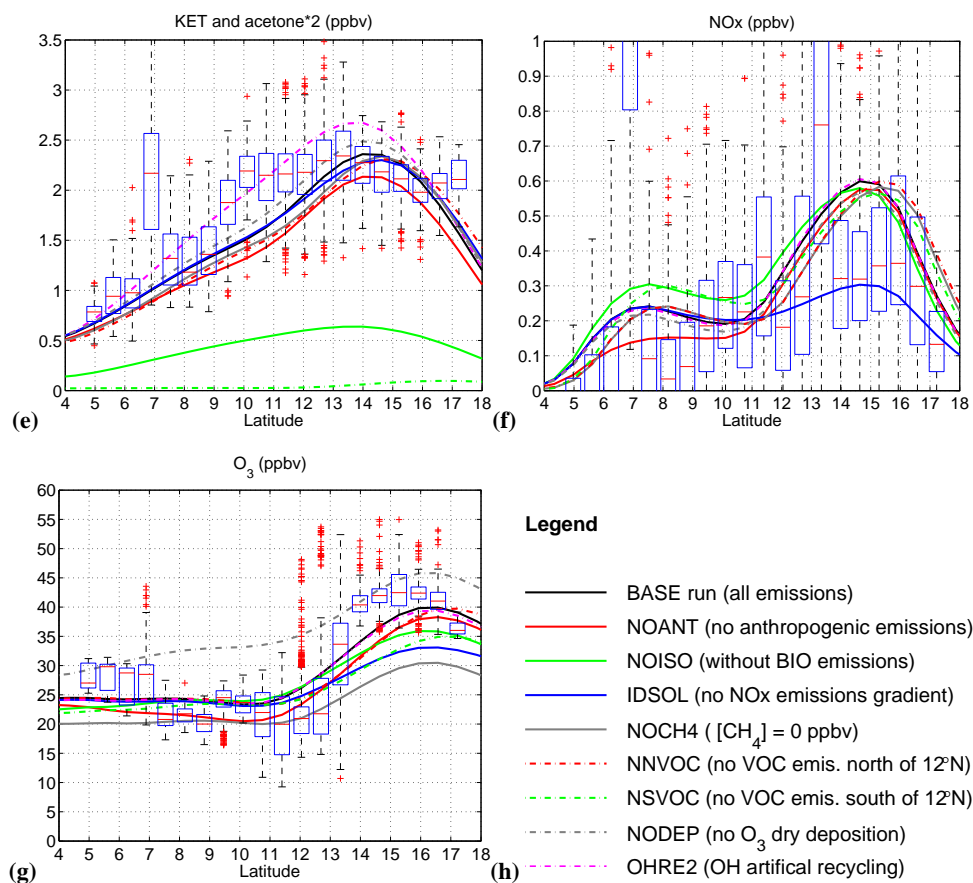 KET and acetone*2 (ppbv)
3.5
3
2.5
2
1.5
1
0.5
0
4 5 6 7 8 9 10 11 12 13 14 15 16 17 18
Latitude
(e)
NOx (ppbv)
1
0.9
0.8
0.7
0.6
0.5
0.4
0.3
0.2
0.1
0
4 5 6 7 8 9 10 11 12 13 14 15 16 17 18
Latitude
(f)
O3 (ppbv)
60
55
50
45
40
35
30
25
20
15
10
5
0
4 5 6 7 8 9 10 11 12 13 14 15 16 17 18
Latitude
(g)
Legend
BASE run (all emissions)
NOANT (no anthropogenic emissions)
NOISO (without BIO emissions)
IDSOL (no NOx emissions gradient)
NOCH4 ( [CH4] = 0 ppbv)
NNVOC (no VOC emis. north of 12°N)
NSVOC (no VOC emis. south of 12°N)
NODEP (no O3 dry deposition)
OHRE2 (OH artifical recycling)
(h)